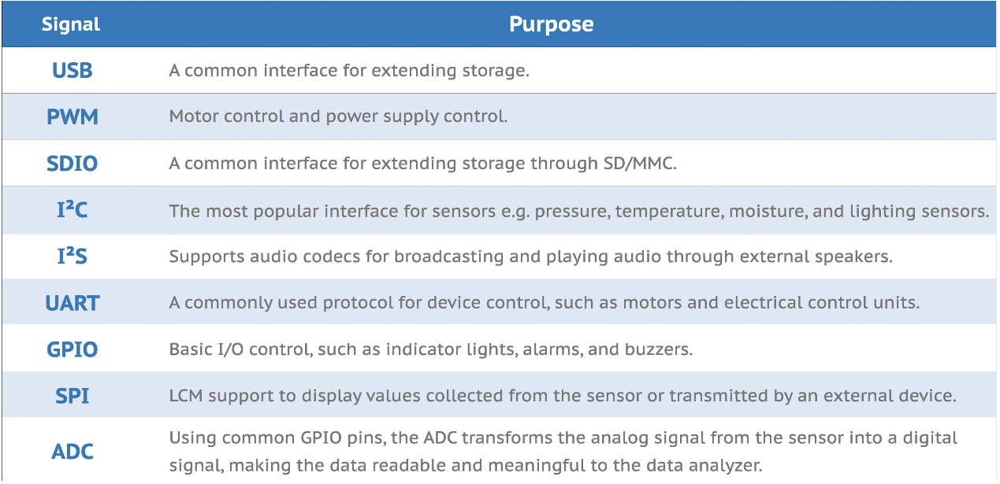 Signal Purpose
USB A common interface for extending storage.
PWM Motor control and power supply control.
SDIO A common interface for extending storage through SD/MMC.
I²C The most popular interface for sensors e.g. pressure, temperature, moisture, and lighting sensors.
I²S Supports audio codecs for broadcasting and playing audio through external speakers.
UART A commonly used protocol for device control, such as motors and electrical control units.
GPIO Basic I/O control, such as indicator lights, alarms, and buzzers.
SPI LCM support to display values collected from the sensor or transmitted by an external device.
ADC Using common GPIO pins, the ADC transforms the analog signal from the sensor into a digital
signal, making the data readable and meaningful to the data analyzer.